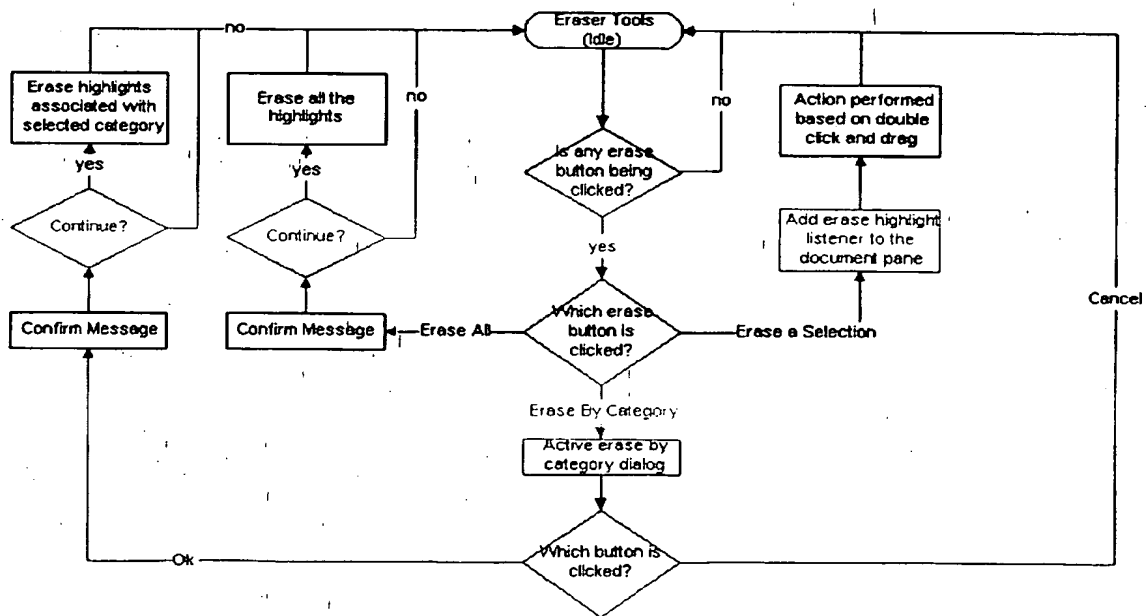 Eraser Tools
(Idle)
no
Erase highlights
associated with
selected category
Erase all the
highlights
no
no
Action performed
based on double
click and drag
Is any erase
button being
clicked?
yes
yes
Continue?
Continue?
Add erase highlight
listener to the
document pane
yes
Cancel
Confirm Message
Confirm Message
Erase All
Which erase
button is
clicked?
Erase a Selection
Erase By Category
Active erase by
category dialog
Ok
Which button is
clicked?